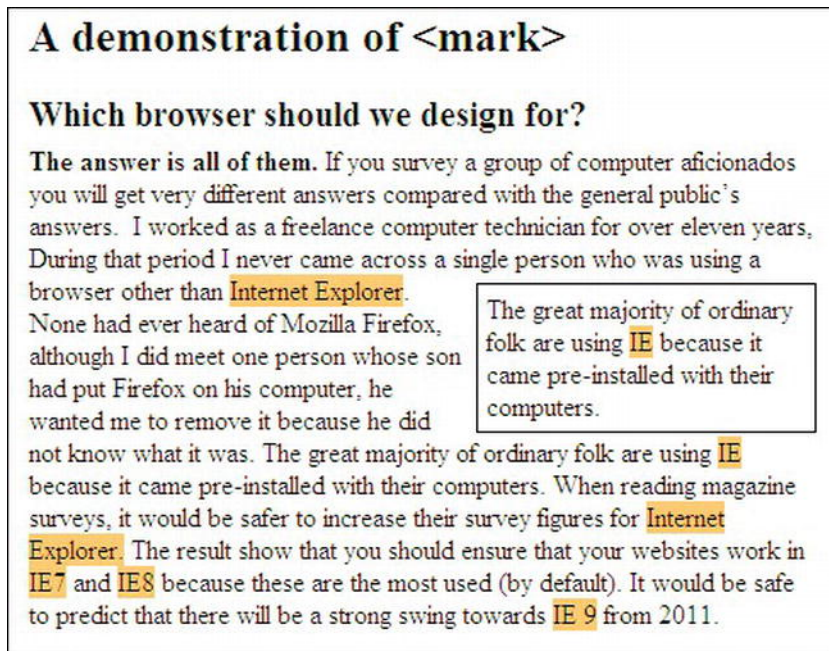 A demonstration of <mark>
Which browser should we design for?
The answer is all of them. If you survey a group of computer aficionados
you will get very different answers compared with the general public's
answers.  I worked as a freelance computer technician for over eleven years,
During that period I never came across a single person who was using a
browser other than Internet Explorer.
None had ever heard of Mozilla Firefox,
although I did meet one person whose son
had put Firefox on his computer, he
wanted me to remove it because he did
The great majority of ordinary
folk are using IE because it
came pre-installed with their
computers.
not know what it was. The great majority of ordinary folk are using IE
because it came pre-installed with their computers. When reading magazine
surveys, it would be safer to increase their survey figures for Internet
Explorer. The result show that you should ensure that your websites work in
IE7 and IE8 because these are the most used (by default). It would be safe
to predict that there will be a strong swing towards IE 9 from 2011.